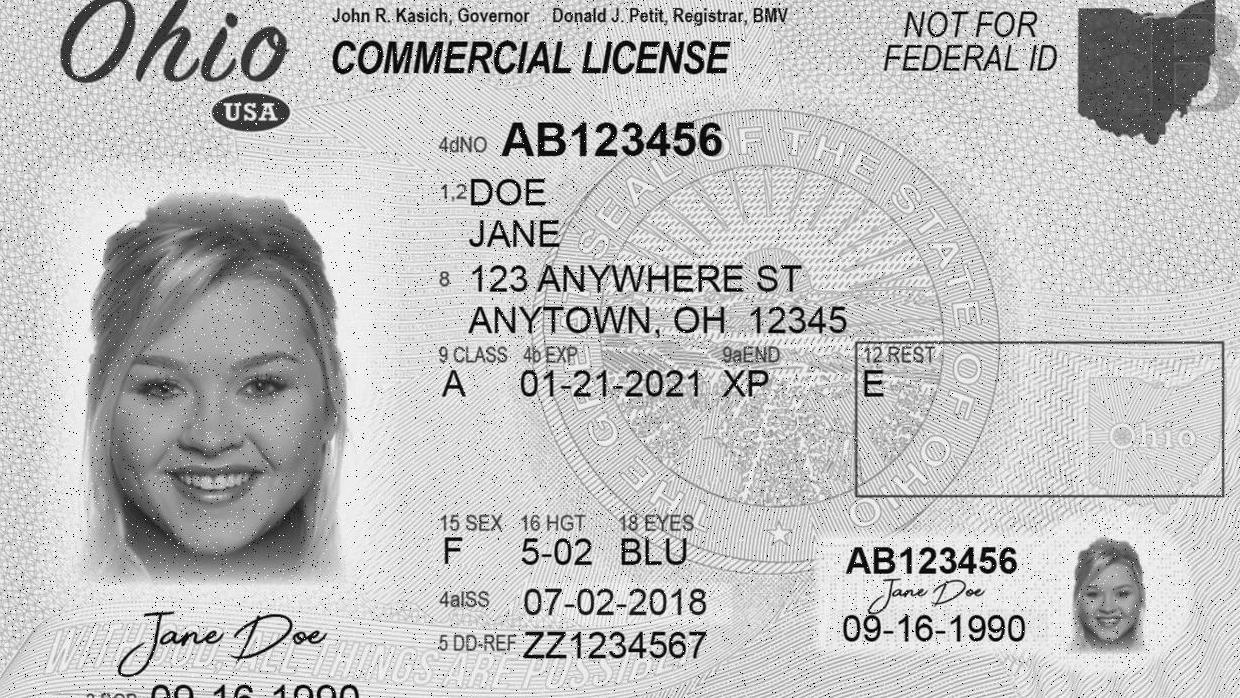 Ohio
USA
John R. Kasich, Governor Donald J. Petit, Registrar, BMV
COMMERCIAL LICENSE
NOT FOR
FEDERAL ID
4dNO AB123456
1,2 DOE
JANE
8 123 ANYWHERE ST
ANYTOWN, OH 12345
9 CLASS 4b EXP 9aEND 12 REST
A 01-21-2021 XP E
Ohio
15 SEX 16 HGT 18 EYES
F 5-02 BLU
4aISS 07-02-2018
5 DD-REF ZZ1234567
AB123456
Jane Doe
09-16-1990
Jane Doe
WITH GOD, ALL THINGS ARE POSSIBLE
3 DOB 09-16-1990
THE GREAT SEAL OF THE STATE OF OHIO